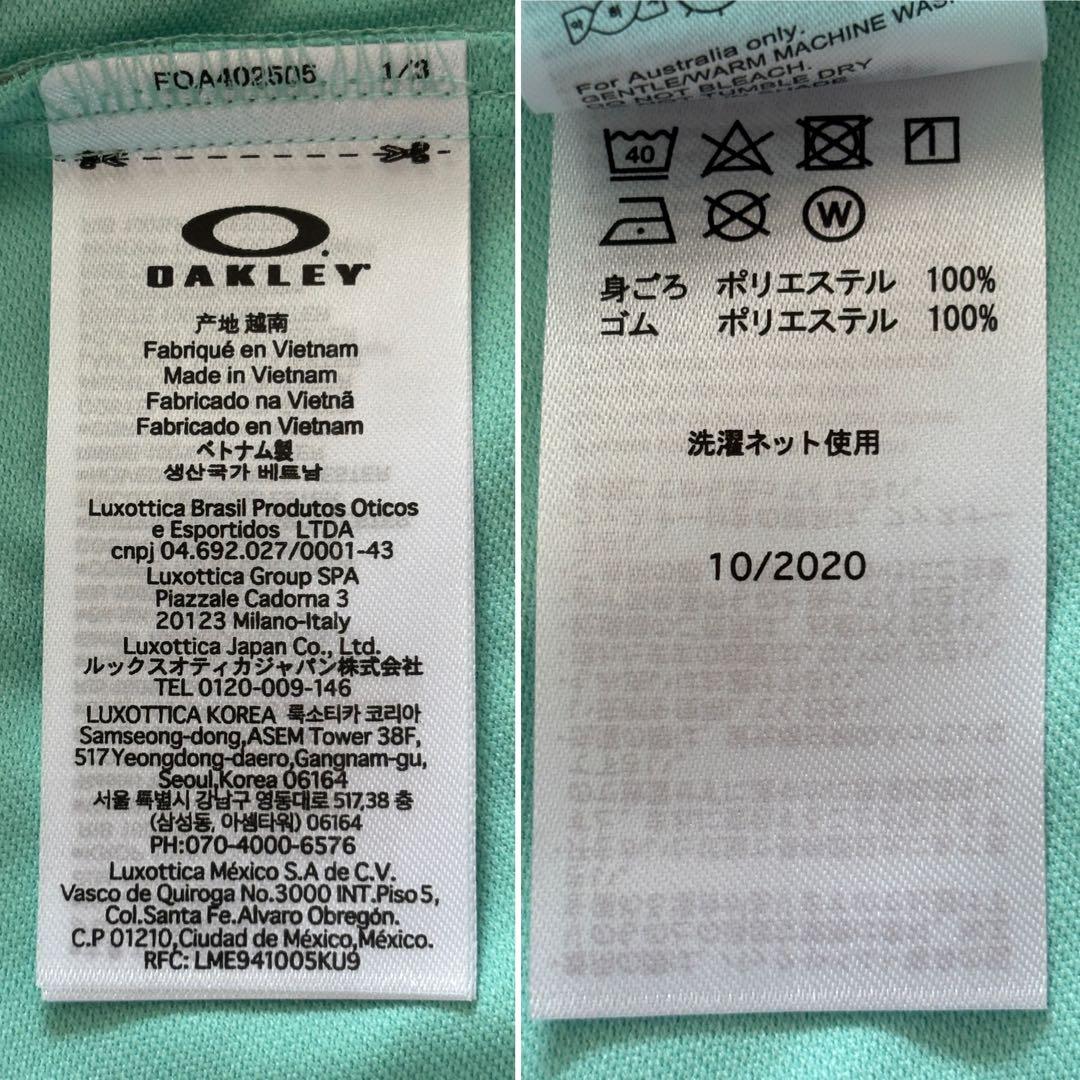 FOA402505 1/3
OAKLEY
产地 越南
Fabriqué en Vietnam
Made in Vietnam
Fabricado na Vietnã
Fabricado en Vietnam
ベトナム製
생산국가 베트남
Luxottica Brasil Produtos Oticos
e Esportidos LTDA
cnpj 04.692.027/0001-43
Luxottica Group SPA
Piazzale Cadorna 3
20123 Milano-Italy
Luxottica Japan Co., Ltd.
ルックスオティカジャパン株式会社
TEL 0120-009-146
LUXOTTICA KOREA 룩소티카 코리아
Samseong-dong,ASEM Tower 38F,
517 Yeongdong-daero,Gangnam-gu,
Seoul,Korea 06164
서울 특별시 강남구 영동대로 517,38 층
(삼성동, 아셈타워) 06164
PH:070-4000-6576
Luxottica México S.A de C.V.
Vasco de Quiroga No.3000 INT.Piso 5,
Col.Santa Fe.Alvaro Obregón.
C.P 01210,Ciudad de México,México.
RFC: LME941005KU9
For Australia only.
GENTLE/WARM MACHINE WASH
DO NOT BLEACH.
DO NOT TUMBLE DRY
40
1
W
身ごろ ポリエステル 100%
ゴム ポリエステル 100%
洗濯ネット使用
10/2020